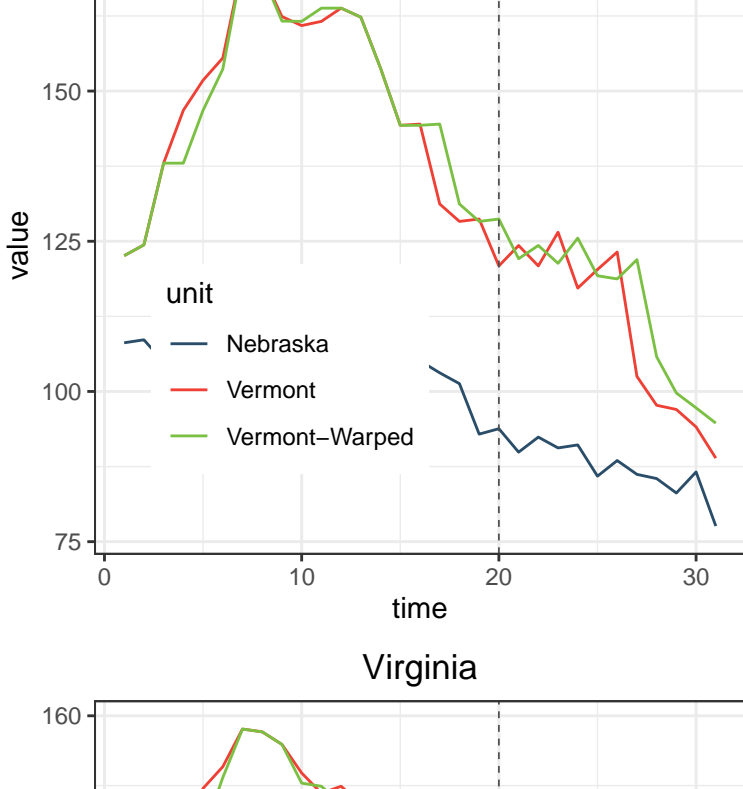 150
125
100
75
value
unit
Nebraska
Vermont
Vermont−Warped
0 10 20 30
time
Virginia
160